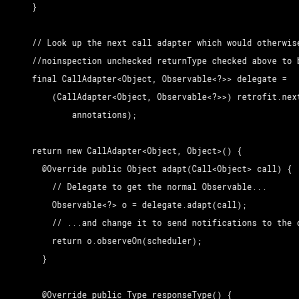 }
// Look up the next call adapter which would otherwise
//noinspection unchecked returnType checked above to b
final CallAdapter<Object, Observable<?>> delegate =
(CallAdapter<Object, Observable<?>>) retrofit.next
annotations);
return new CallAdapter<Object, Object>() {
@Override public Object adapt(Call<Object> call) {
// Delegate to get the normal Observable...
Observable<?> o = delegate.adapt(call);
// ...and change it to send notifications to the o
return o.observeOn(scheduler);
}
@Override public Type responseType() {